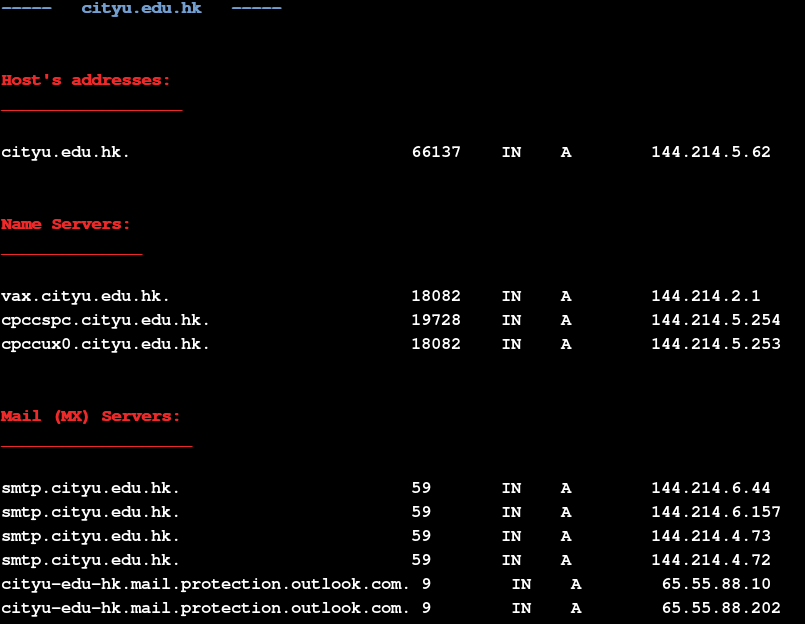 ----- cityu.edu.hk -----
Host's addresses:
__________________
cityu.edu.hk. 66137 IN A 144.214.5.62
Name Servers:
______________
vax.cityu.edu.hk. 18082 IN A 144.214.2.1
cpccspc.cityu.edu.hk. 19728 IN A 144.214.5.254
cpccux0.cityu.edu.hk. 18082 IN A 144.214.5.253
Mail (MX) Servers:
___________________
smtp.cityu.edu.hk. 59 IN A 144.214.6.44
smtp.cityu.edu.hk. 59 IN A 144.214.6.157
smtp.cityu.edu.hk. 59 IN A 144.214.4.73
smtp.cityu.edu.hk. 59 IN A 144.214.4.72
cityu-edu-hk.mail.protection.outlook.com. 9 IN A 65.55.88.10
cityu-edu-hk.mail.protection.outlook.com. 9 IN A 65.55.88.202